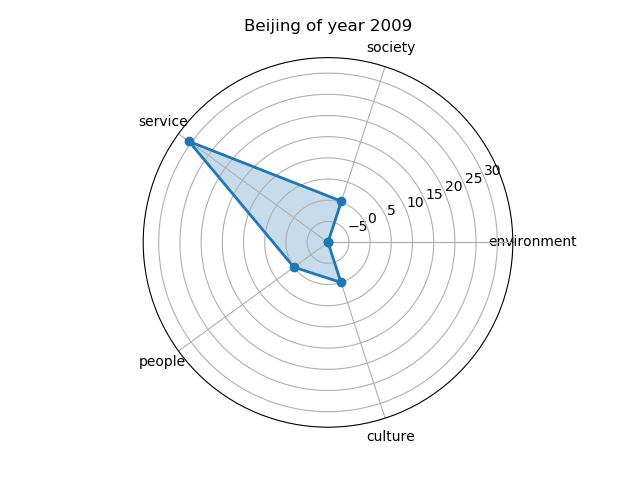 Beijing of year 2009
society
service
30
25
20
15
10
5
0
−5
environment
people
culture